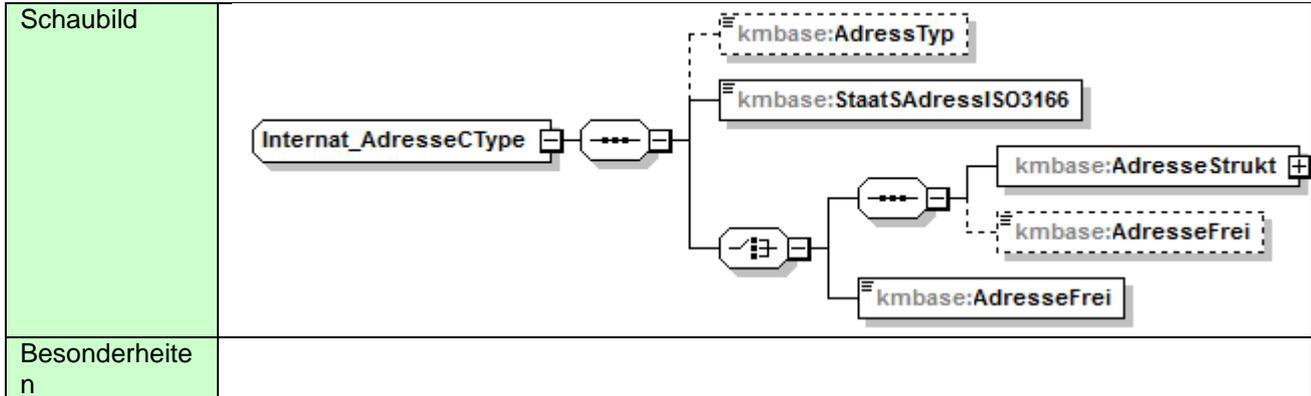 Schaubild
kmbase:AdressTyp
kmbase:StaatSAdressISO3166
Internat_AdresseCType
kmbase:AdresseStrukt
kmbase:AdresseFrei
kmbase:AdresseFrei
Besonderheite
n